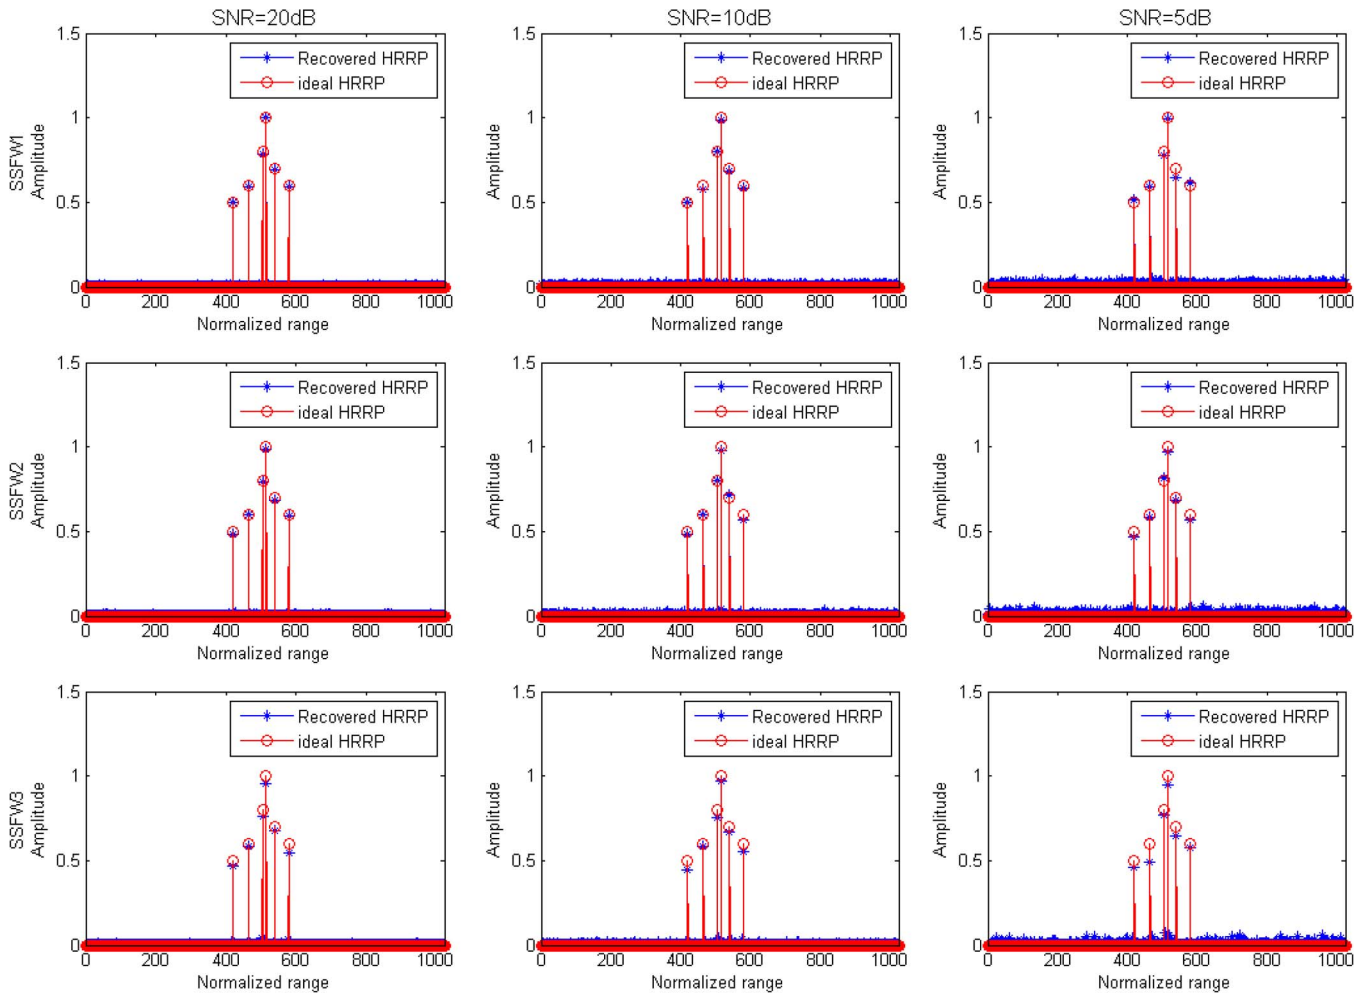 SNR=20dB
SNR=10dB
SNR=5dB
1.5
1
0.5
0
SSFW1
Amplitude
Recovered HRRP
ideal HRRP
0 200 400 600 800 1000
Normalized range
1.5
1
0.5
0
Amplitude
Recovered HRRP
ideal HRRP
0 200 400 600 800 1000
Normalized range
1.5
1
0.5
0
Amplitude
Recovered HRRP
ideal HRRP
0 200 400 600 800 1000
Normalized range
1.5
1
0.5
0
SSFW2
Amplitude
Recovered HRRP
ideal HRRP
0 200 400 600 800 1000
Normalized range
1.5
1
0.5
0
Amplitude
Recovered HRRP
ideal HRRP
0 200 400 600 800 1000
Normalized range
1.5
1
0.5
0
Amplitude
Recovered HRRP
ideal HRRP
0 200 400 600 800 1000
Normalized range
1.5
1
0.5
0
SSFW3
Amplitude
Recovered HRRP
ideal HRRP
0 200 400 600 800 1000
Normalized range
1.5
1
0.5
0
Amplitude
Recovered HRRP
ideal HRRP
0 200 400 600 800 1000
Normalized range
1.5
1
0.5
0
Amplitude
Recovered HRRP
ideal HRRP
0 200 400 600 800 1000
Normalized range